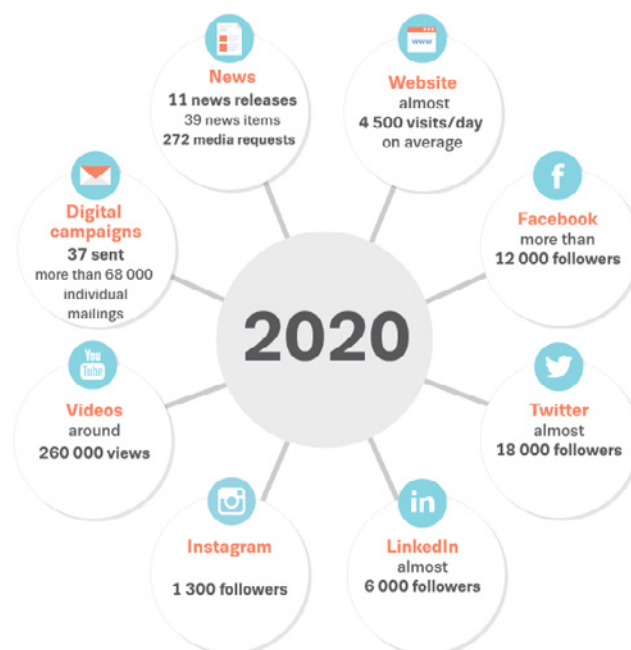 News
11 news releases
39 news items
272 media requests
www
Website
almost
4 500 visits/day
on average
f
Facebook
more than
12 000 followers
Twitter
almost
18 000 followers
in
LinkedIn
almost
6 000 followers
Instagram
1 300 followers
You
Tube
Videos
around
260 000 views
Digital
campaigns
37 sent
more than 68 000
individual
mailings
2020